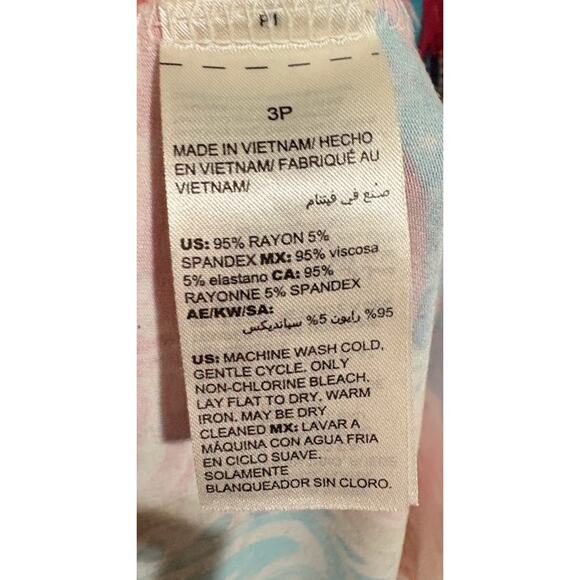 3P
MADE IN VIETNAM/ HECHO
EN VIETNAM/ FABRIQUÉ AU
VIETNAM/
صنع في فيتنام
US: 95% RAYON 5%
SPANDEX MX: 95% viscosa
5% elastano CA: 95%
RAYONNE 5% SPANDEX
AE/KW/SA:
95% رايون 5% سباندیكس
US: MACHINE WASH COLD,
GENTLE CYCLE. ONLY
NON-CHLORINE BLEACH,
LAY FLAT TO DRY. WARM
IRON. MAY BE DRY
CLEANED MX: LAVAR A
MÁQUINA CON AGUA FRIA
EN CICLO SUAVE.
SOLAMENTE
BLANQUEADOR SIN CLORO.